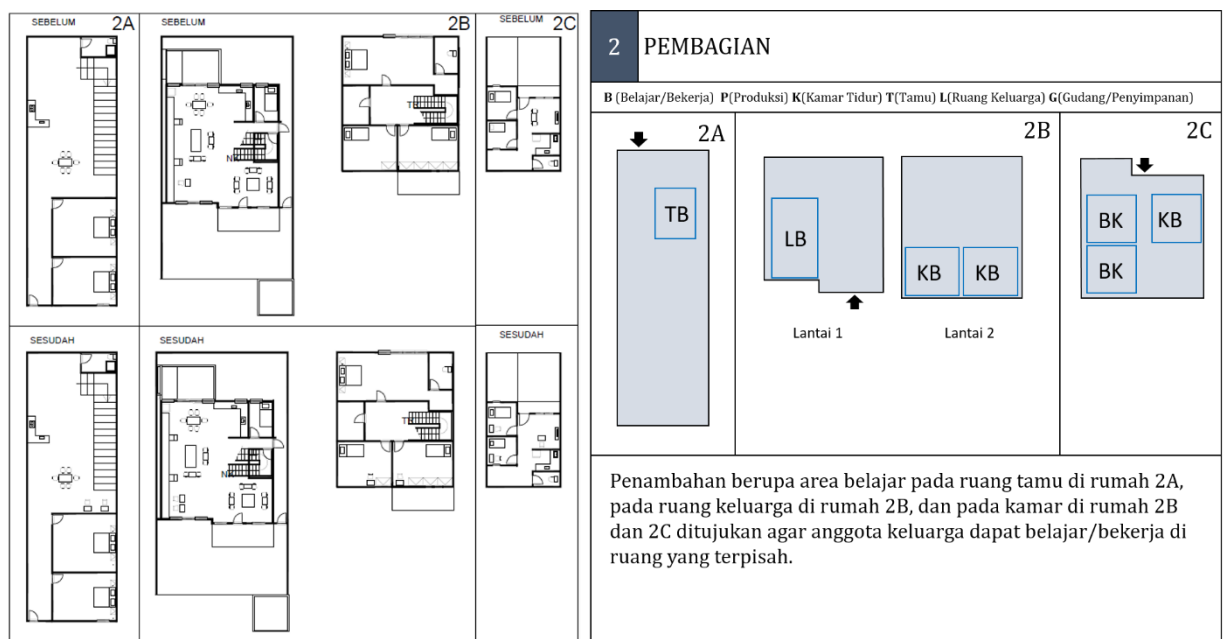 SEBELUM 2A
SEBELUM 2B
SEBELUM 2C
SESUDAH
SESUDAH
SESUDAH
2 PEMBAGIAN
B (Belajar/Bekerja) P(Produksi) K(Kamar Tidur) T(Tamu) L(Ruang Keluarga) G(Gudang/Penyimpanan)
2A
2B
2C
TB
LB
KB
KB
BK
KB
BK
Lantai 1
Lantai 2
Penambahan berupa area belajar pada ruang tamu di rumah 2A,
pada ruang keluarga di rumah 2B, dan pada kamar di rumah 2B
dan 2C ditujukan agar anggota keluarga dapat belajar/bekerja di
ruang yang terpisah.